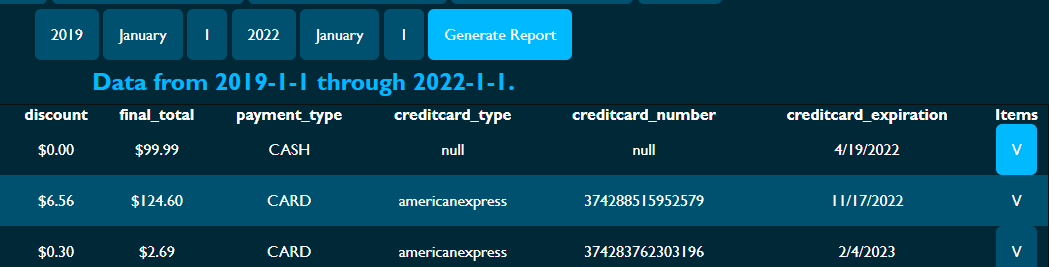 2019 January 1 2022 January 1 Generate Report
Data from 2019-1-1 through 2022-1-1.
discount final_total payment_type creditcard_type creditcard_number creditcard_expiration Items
$0.00 $99.99 CASH null null 4/19/2022 V
$6.56 $124.60 CARD americanexpress 374288515952579 11/17/2022 V
$0.30 $2.69 CARD americanexpress 374283762303196 2/4/2023 V